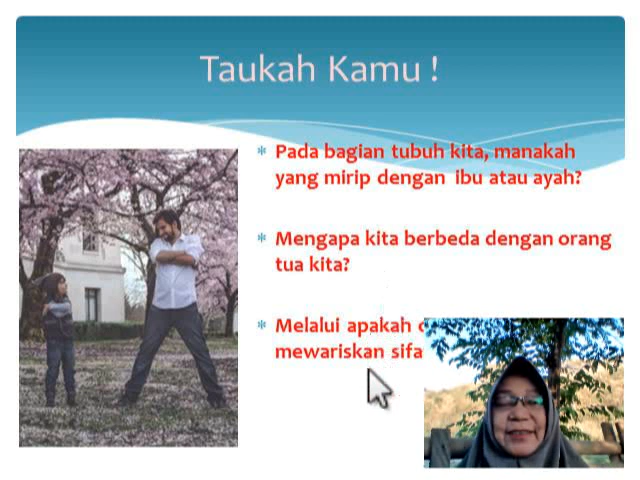 Taukah Kamu !
* Pada bagian tubuh kita, manakah
yang mirip dengan ibu atau ayah?
* Mengapa kita berbeda dengan orang
tua kita?
* Melalui apakah
mewariskan